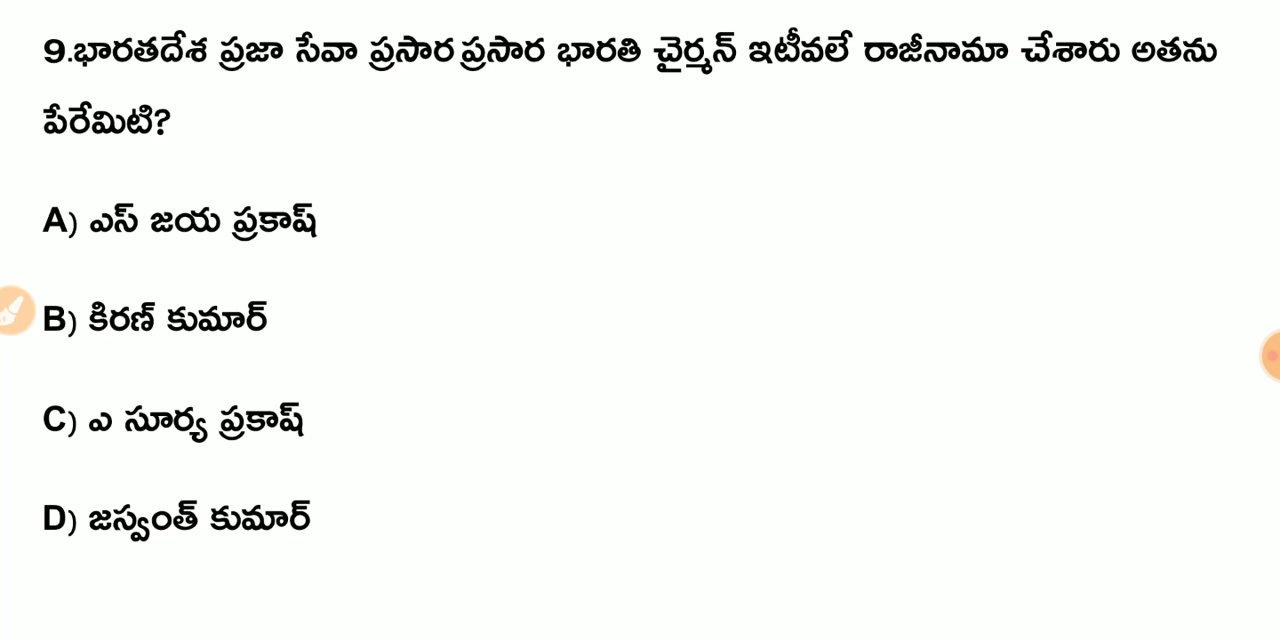 9.భారతదేశ ప్రజా సేవా ప్రసార ప్రసార భారతి చైర్మన్ ఇటీవలే రాజీనామా చేశారు అతను
పేరేమిటి?
A) ఎస్ జయ ప్రకాష్
B) కిరణ్ కుమార్
C) ఎ సూర్య ప్రకాష్
D) జస్వంత్ కుమార్